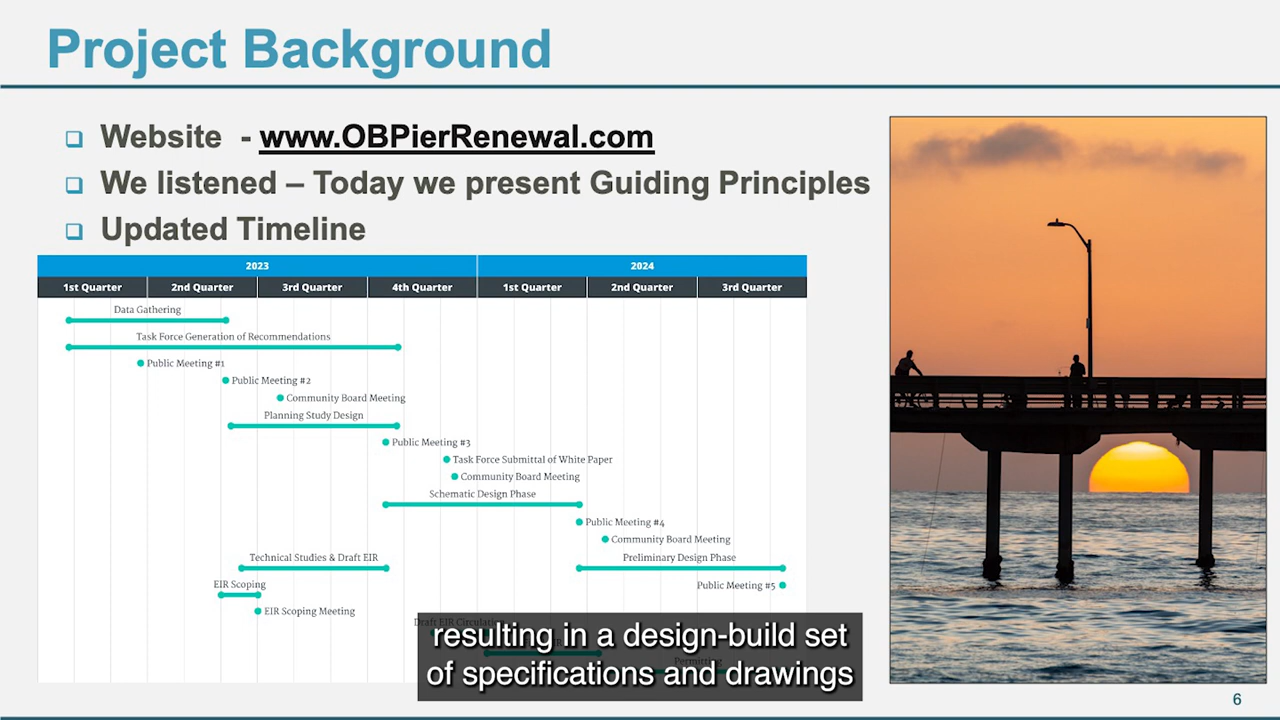 Project Background
Website - www.OBPierRenewal.com
We listened – Today we present Guiding Principles
Updated Timeline
2023 2024
1st Quarter 2nd Quarter 3rd Quarter 4th Quarter 1st Quarter 2nd Quarter 3rd Quarter
Data Gathering
Task Force Generation of Recommendations
Public Meeting #1
Public Meeting #2
Community Board Meeting
Planning Study Design
Public Meeting #3
Task Force Submittal of White Paper
Community Board Meeting
Schematic Design Phase
Public Meeting #4
Community Board Meeting
Technical Studies & Draft EIR Preliminary Design Phase
EIR Scoping Public Meeting #5
EIR Scoping Meeting
Draft EIR Circulation
resulting in a design-build set
Permitting
of specifications and drawings
6